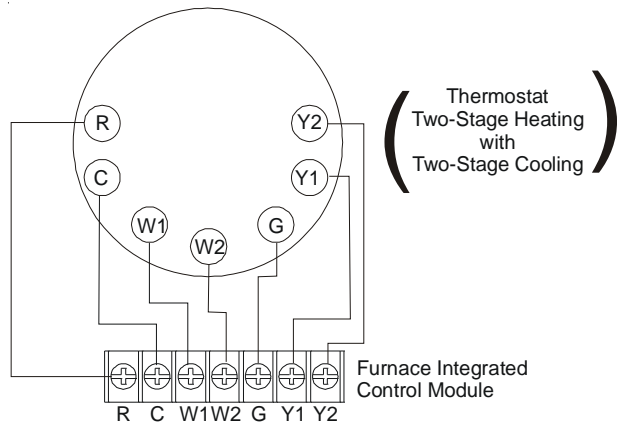 R
Y2
C
Y1
W1
G
W2
Thermostat
Two-Stage Heating
with
Two-Stage Cooling
Furnace Integrated
Control Module
R C W1 W2 G Y1 Y2